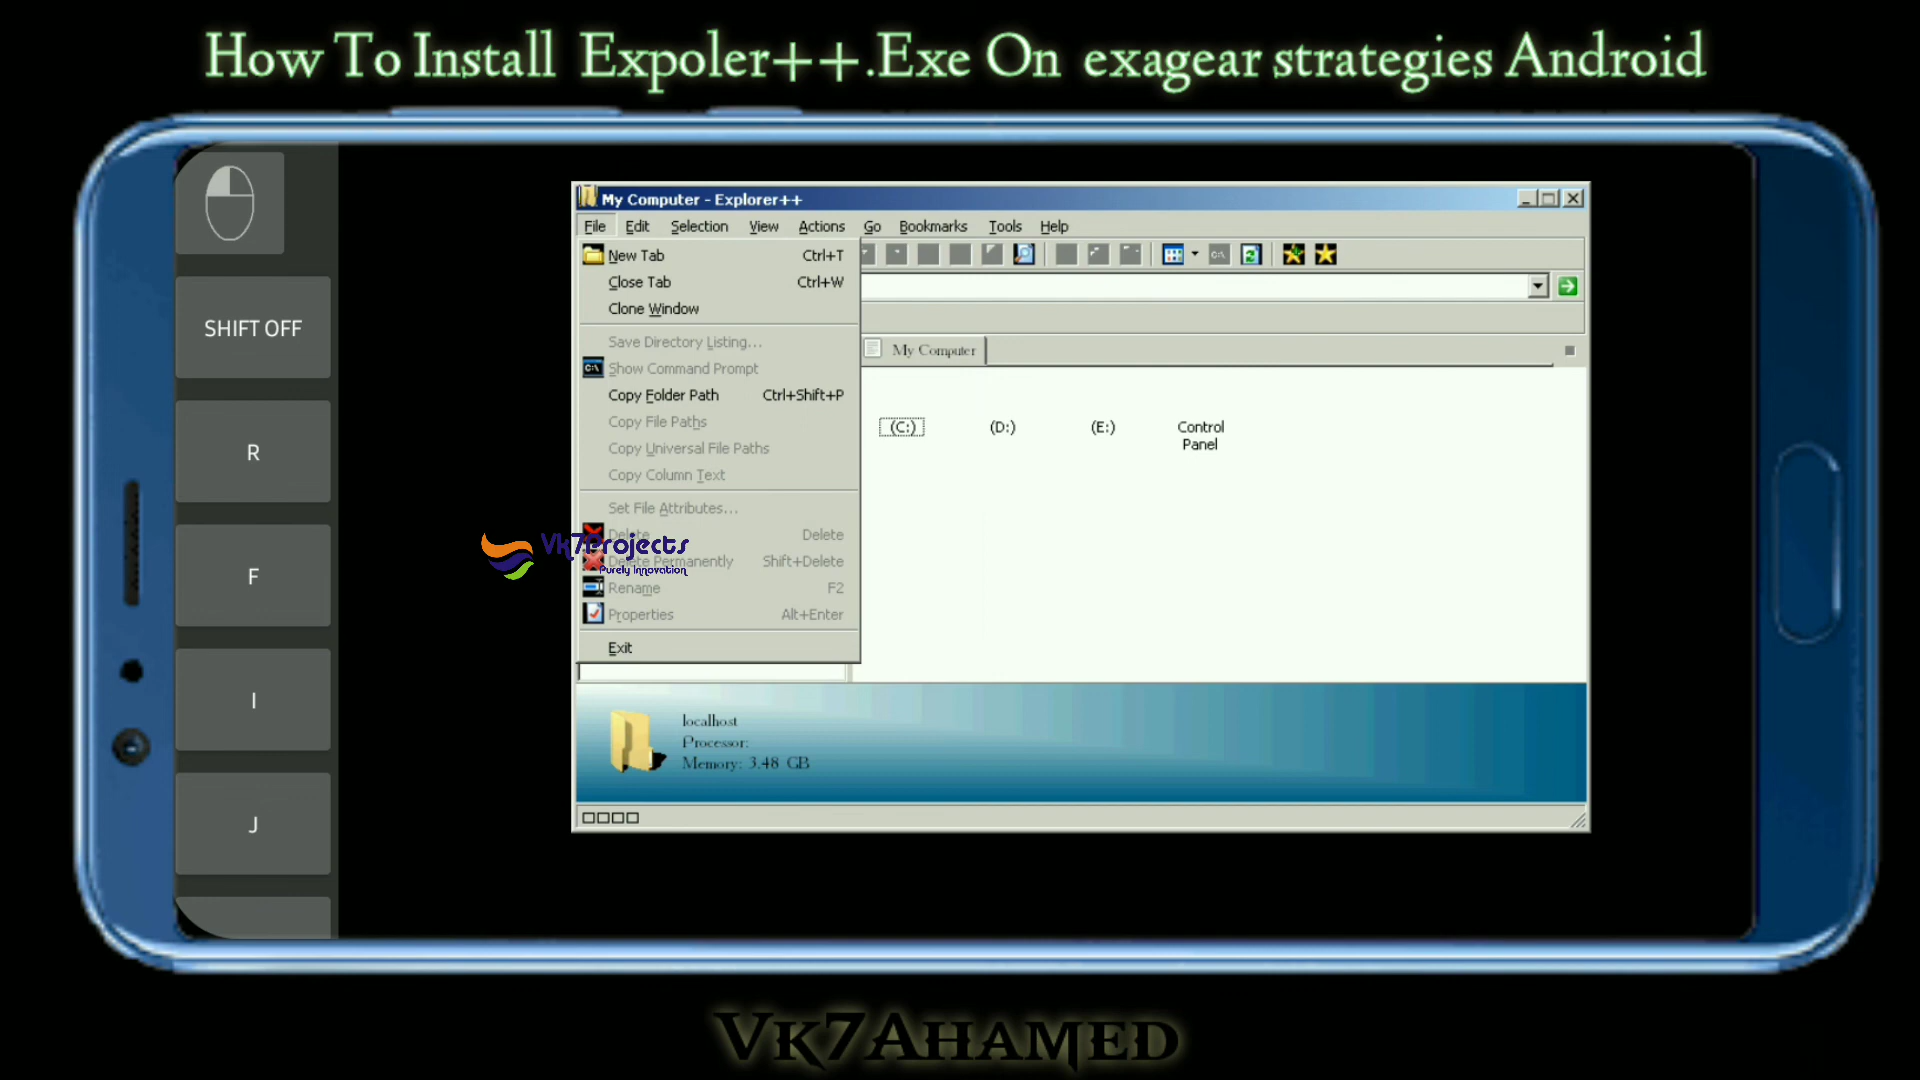 How To Install Expoler++.Exe On exagear strategies Android
My Computer - Explorer++
File Edit Selection View Actions Go Bookmarks Tools Help
New Tab Ctrl+T
Close Tab Ctrl+W
Clone Window
Save Directory Listing...
Show Command Prompt
Copy Folder Path Ctrl+Shift+P
Copy File Paths
Copy Universal File Paths
Copy Column Text
Set File Attributes...
Delete Delete
Delete Permanently Shift+Delete
Rename F2
Properties Alt+Enter
Exit
My Computer
(C:) (D:) (E:) Control
Panel
Vk7Projects
Purely Innovation
localhost
Processor:
Memory: 3.48 GB
SHIFT OFF
R
F
I
J
Vk7Ahamed